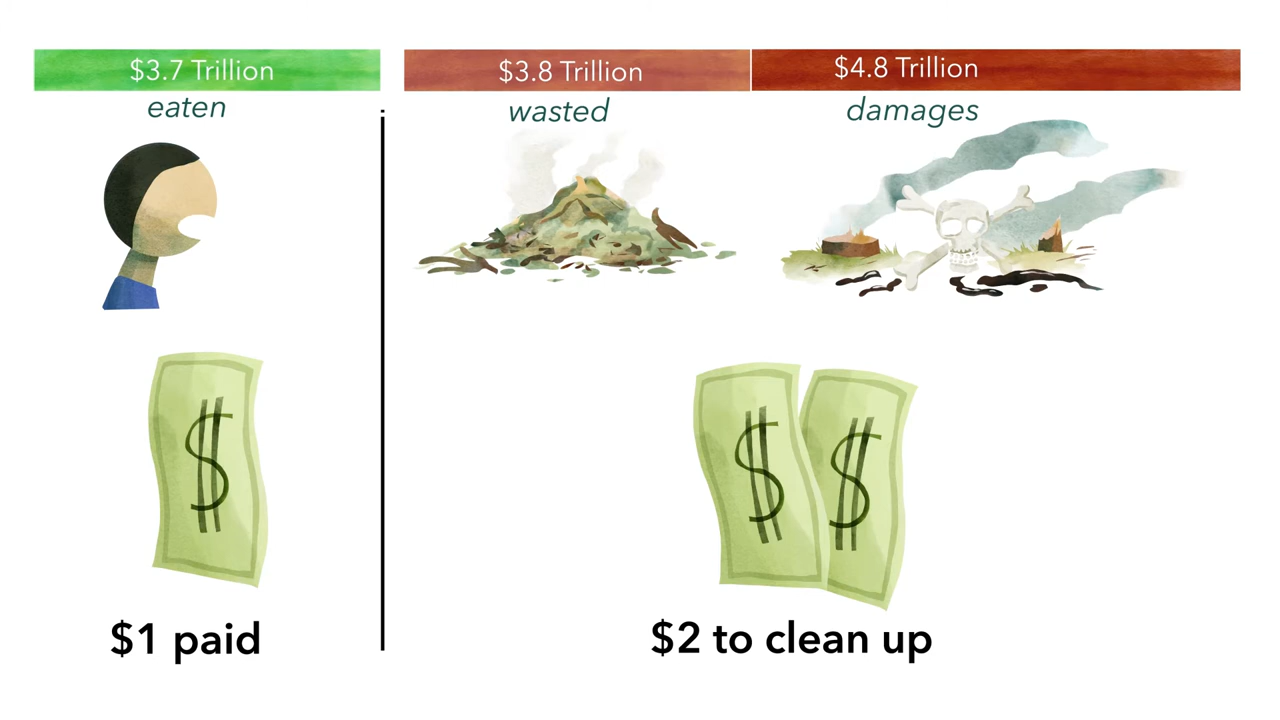 $3.7 Trillion
eaten
$3.8 Trillion
wasted
$4.8 Trillion
damages
$
$ $
$1 paid
$2 to clean up